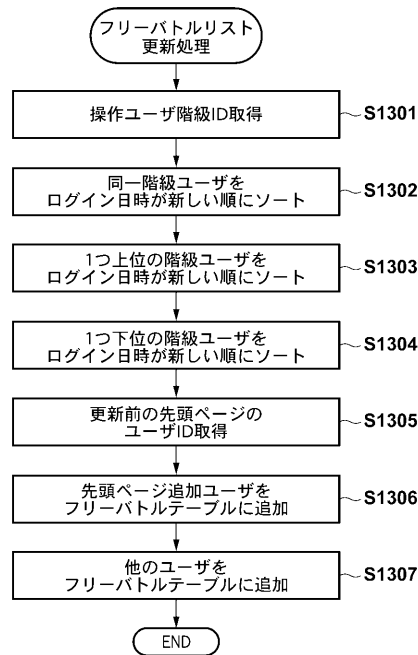 フリーバトルリスト
更新処理
操作ユーザ階級ID取得
S1301
同一階級ユーザを
ログイン日時が新しい順にソート
S1302
1つ上位の階級ユーザを
ログイン日時が新しい順にソート
S1303
1つ下位の階級ユーザを
ログイン日時が新しい順にソート
S1304
更新前の先頭ページの
ユーザID取得
S1305
先頭ページ追加ユーザを
フリーバトルテーブルに追加
S1306
他のユーザを
フリーバトルテーブルに追加
S1307
END